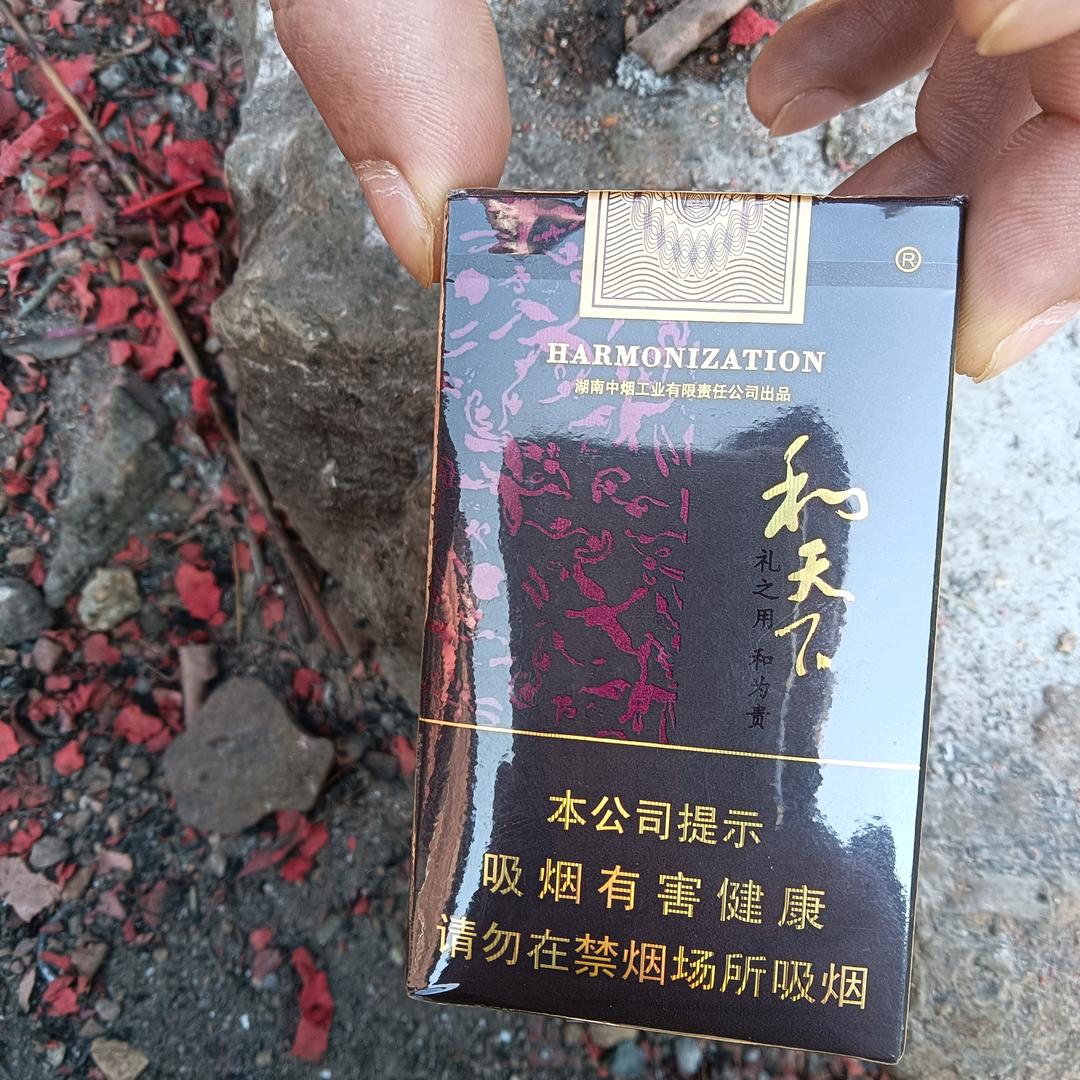 ®
HARMONIZATION
湖南中烟工业有限责任公司出品
和天下
礼之用 和为贵
本公司提示
吸烟有害健康
请勿在禁烟场所吸烟